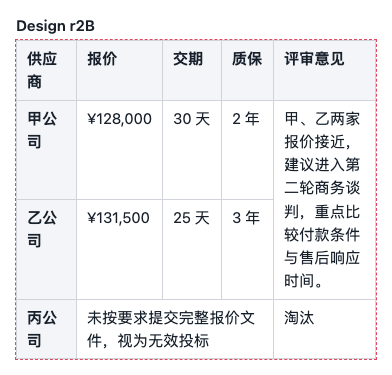 Design r2B
供应商 报价 交期 质保 评审意见
甲公司 ¥128,000 30 天 2 年 甲、乙两家
报价接近，
建议进入第
二轮商务谈
判，重点比
较付款条件
与售后响应
时间。
乙公司 ¥131,500 25 天 3 年
丙公司 未按要求提交完整报价文
件，视为无效投标 淘汰